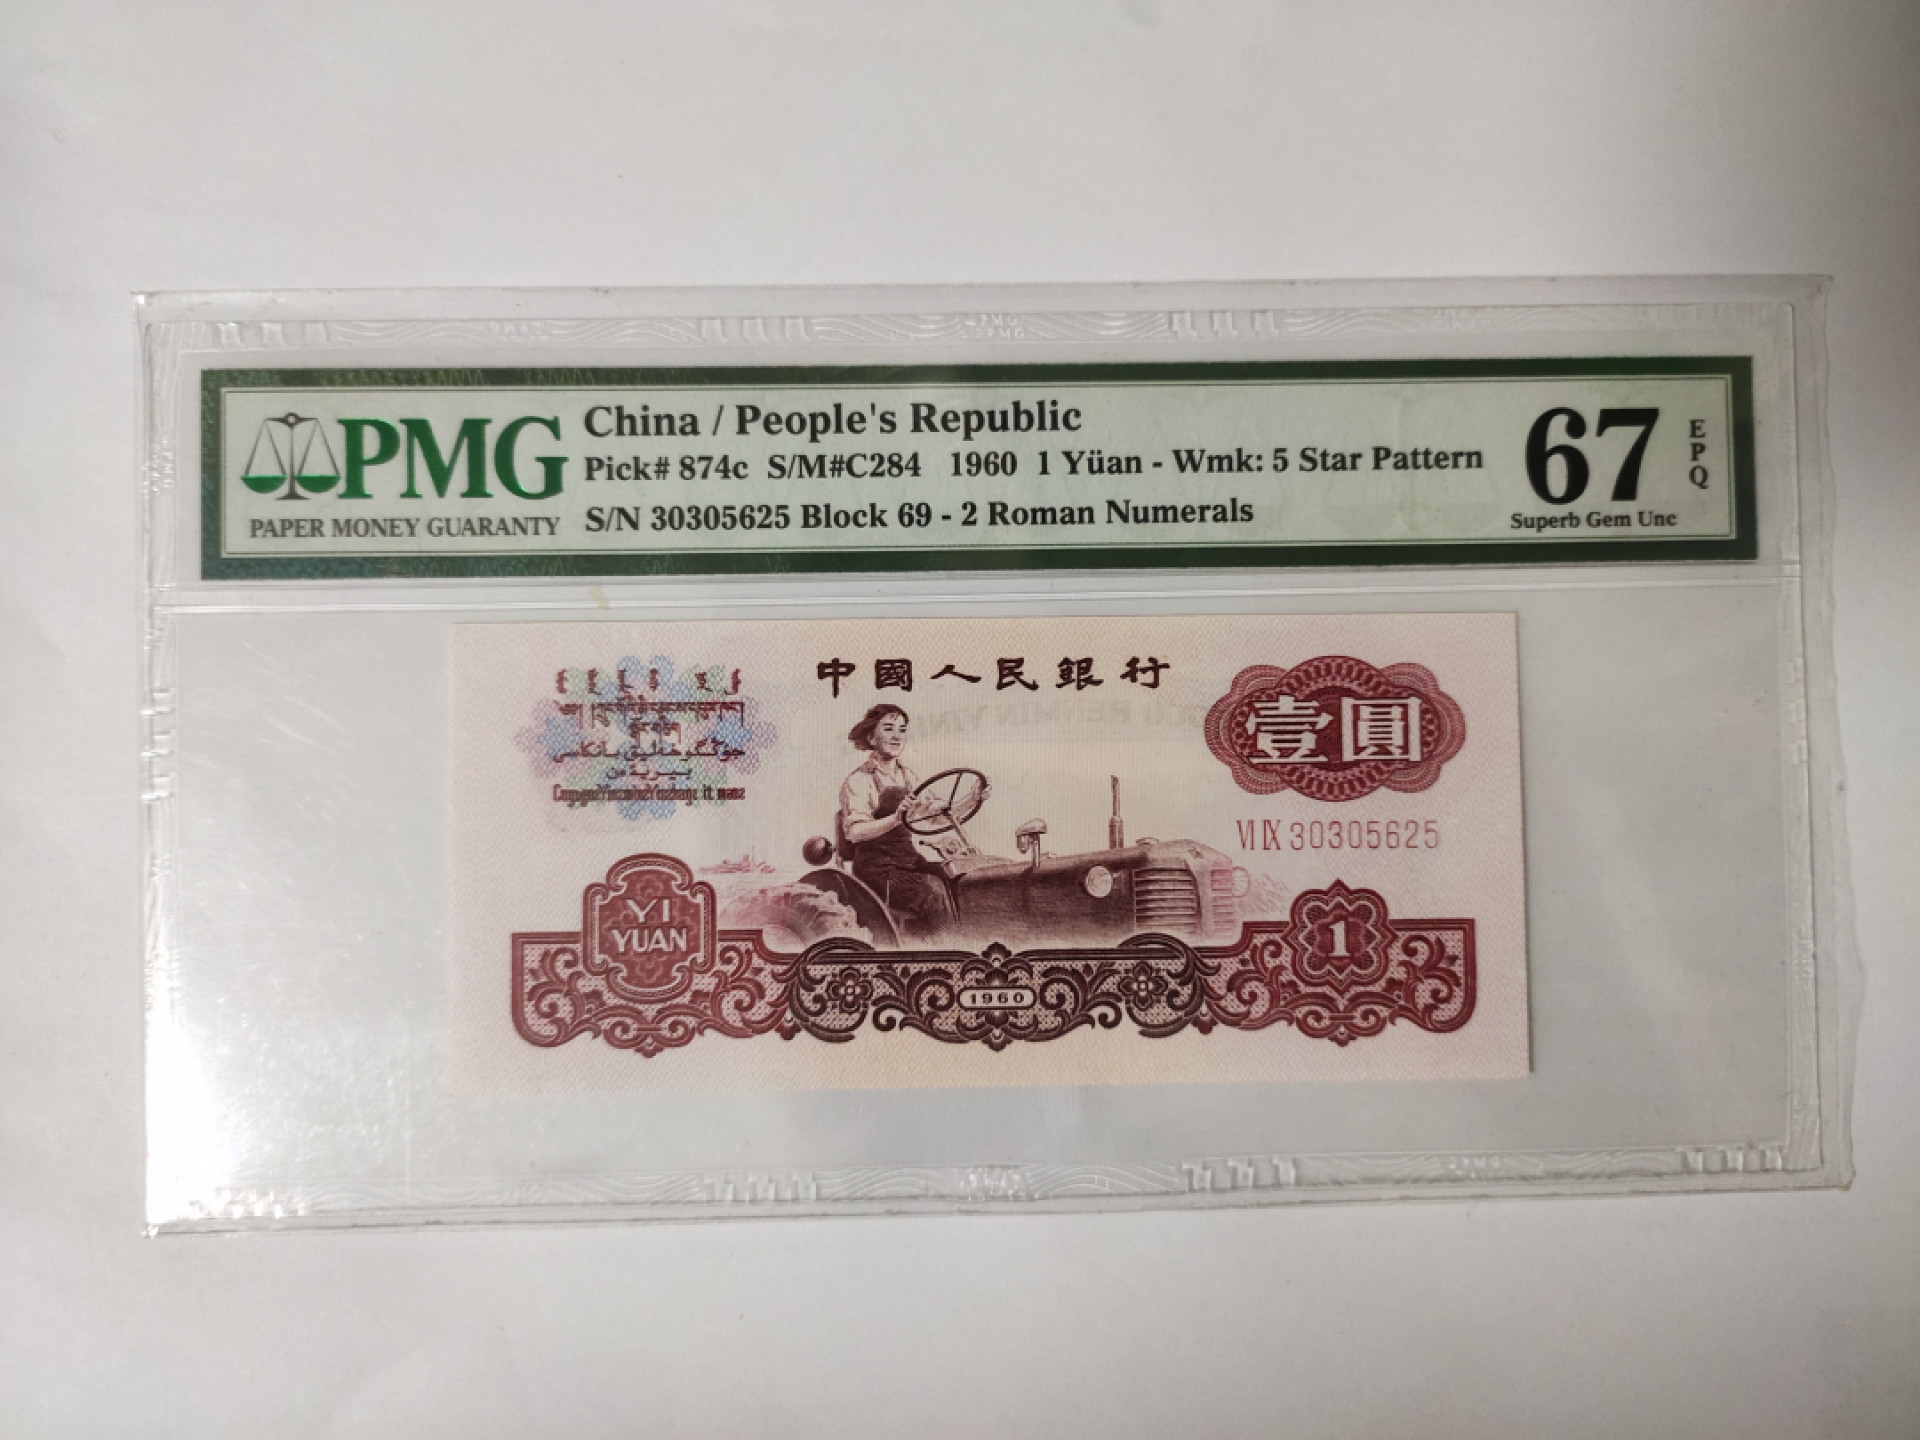 PMG
PAPER MONEY GUARANTY
China / People's Republic
Pick# 874c S/M#C284 1960 1 Yüan - Wmk: 5 Star Pattern
S/N 30305625 Block 69 - 2 Roman Numerals
67
EPQ
Superb Gem Unc
中國人民銀行
壹圓
VI IX 30305625
YI
YUAN
1960
1